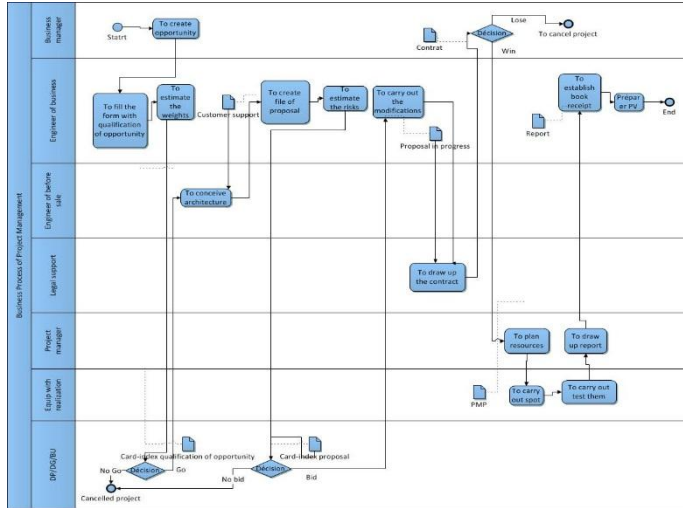 Business Process of Project Management
Business
manager
Statrt
To create
opportunity
Contrat
Décision
Lose
Win
To cancel project
Engineer of business
To fill the
form with
qualification of
opportunity
To
estimate
the
weights
Customer support
To create
file of
proposal
To
estimate
the risks
To carry out
the
modifications
Proposal in progress
Report
To
establish
book
-receipt
Prépar
er PV
End
Engineer of before
sale
To conceive
architecture
Legal support
To draw up
the contract
Project
manager
To plan
resources
To draw
up report
Equip with
realization
PMP
To carry
out spot
To carry out
test them
DP/DG/BU
Card-index qualification of opportunity
No Go
Décision
Go
Cancelled project
No bid
Décision
Card-index proposal
Bid